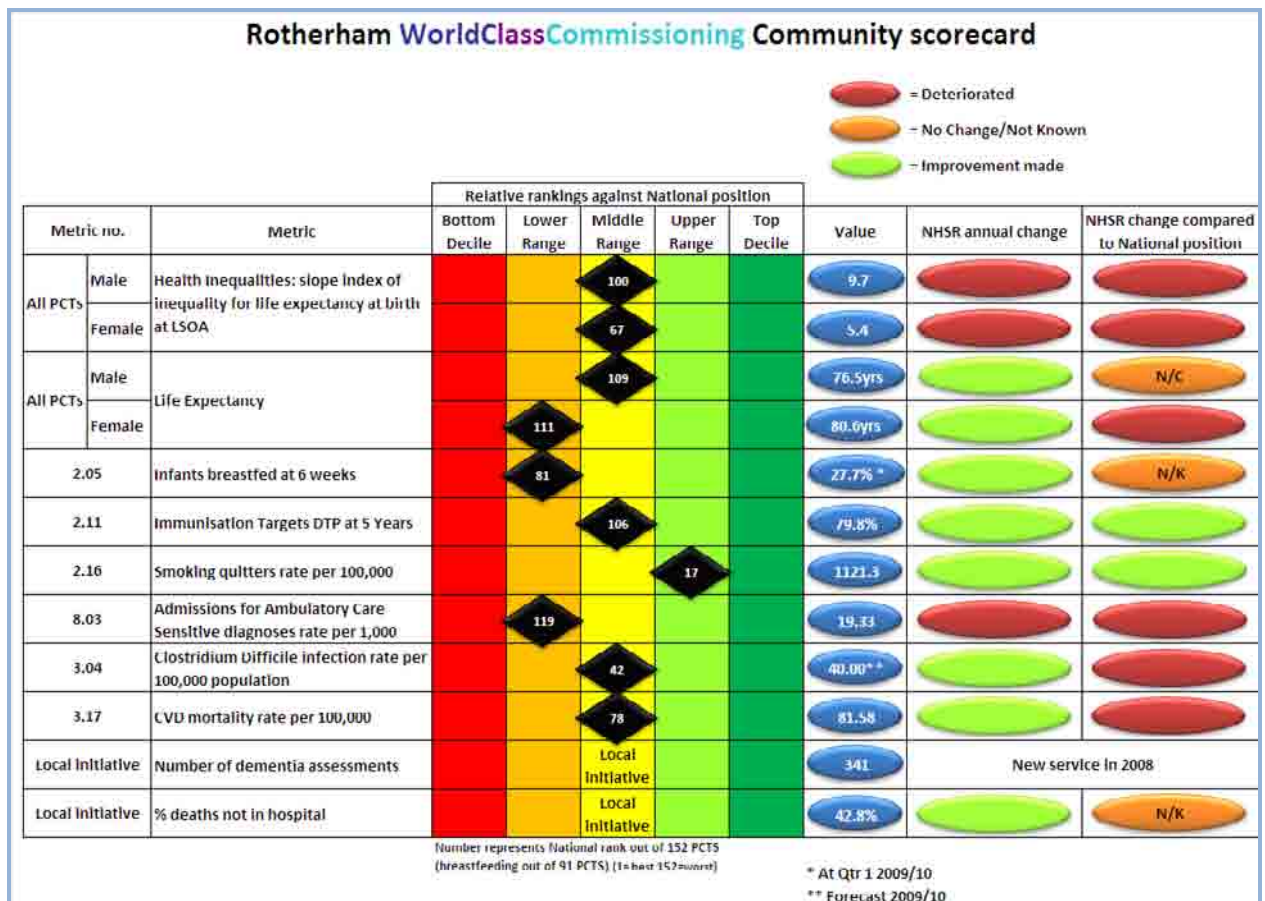 Rotherham WorldClassCommissioning Community scorecard
= Deteriorated
= No Change/Not Known
= Improvement made
Relative rankings against National position
Metric no.
Metric
Bottom
Decile
Lower
Range
Middle
Range
Upper
Range
Top
Decile
Value
NHSR annual change
NHSR change compared
to National position
All PCTs
Male
Health Inequalities: slope index of
inequality for life expectancy at birth
at LSOA
100
9.7
Female
67
5.4
All PCTs
Male
Life Expectancy
109
76.5yrs
N/C
Female
111
80.6yrs
2.05
Infants breastfed at 6 weeks
81
27.7% *
N/K
2.11
Immunisation Targets DTP at 5 Years
106
79.8%
2.16
Smoking quitters rate per 100,000
17
1121.3
8.03
Admissions for Ambulatory Care
Sensitive diagnoses rate per 1,000
119
19.33
3.04
Clostridium Difficile infection rate per
100,000 population
42
40.00**
3.17
CVD mortality rate per 100,000
78
81.58
Local initiative
Number of dementia assessments
Local
initiative
341
New service in 2008
Local initiative
% deaths not in hospital
Local
initiative
42.8%
N/K
Number represents National rank out of 152 PCTS
(breastfeeding out of 91 PCTS) (1= best 152=worst)
* At Qtr 1 2009/10
** Forecast 2009/10